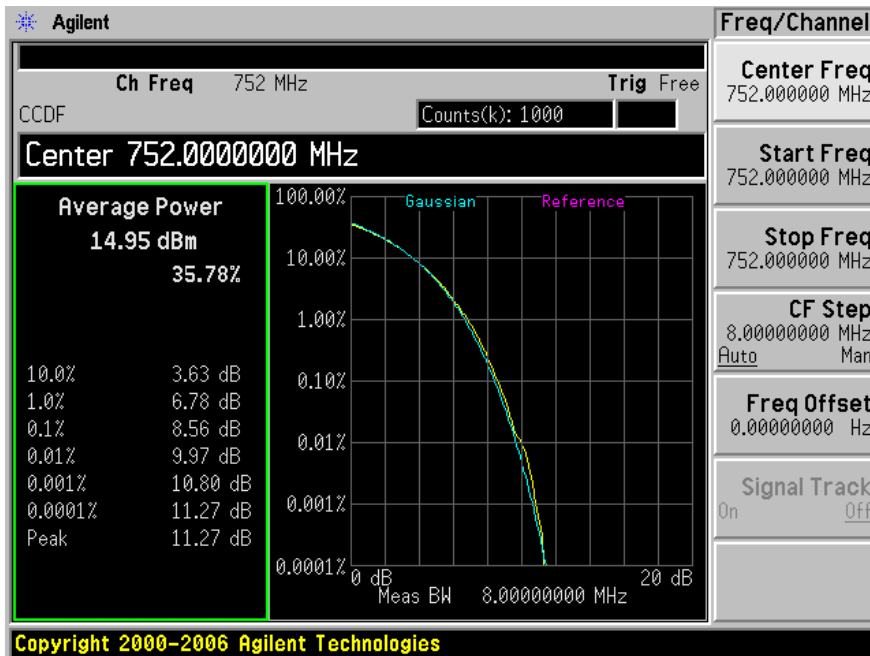 Agilent
Freq/Channel
Ch Freq 752 MHz Trig Free
CCDF Counts(k): 1000
Center 752.0000000 MHz
Average Power
14.95 dBm
35.78%
10.0% 3.63 dB
1.0% 6.78 dB
0.1% 8.56 dB
0.01% 9.97 dB
0.001% 10.80 dB
0.0001% 11.27 dB
Peak 11.27 dB
Gaussian Reference
100.00%
10.00%
1.00%
0.10%
0.01%
0.001%
0.0001%
0 dB 20 dB
Meas BW 8.00000000 MHz
Center Freq
752.000000 MHz
Start Freq
752.000000 MHz
Stop Freq
752.000000 MHz
CF Step
8.00000000 MHz
Auto Man
Freq Offset
0.00000000 Hz
Signal Track
On Off
Copyright 2000-2006 Agilent Technologies